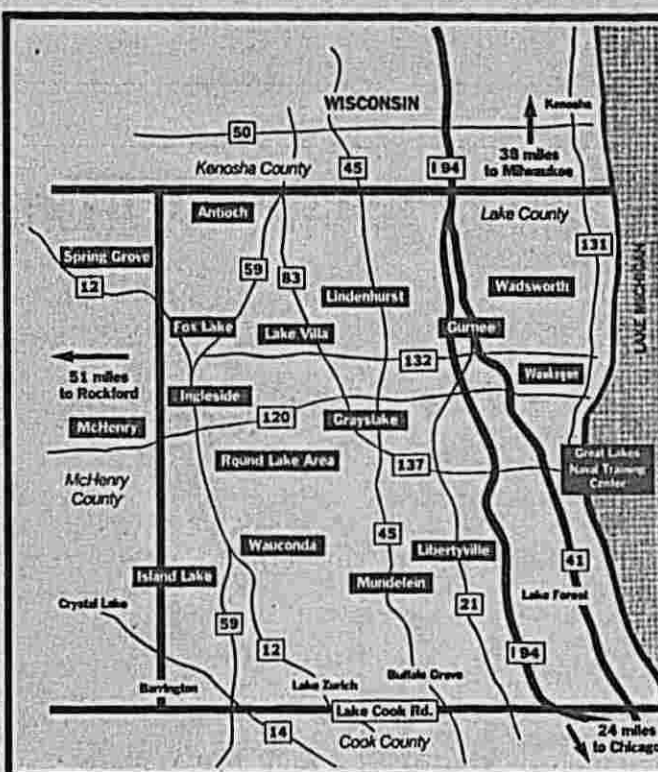 WISCONSIN
Kenosha
50
38 miles
to Milwaukee
Kenosha County
45
I 94
Antioch
Lake County
131
Spring Grove
59
83
12
Wadsworth
Lindenhurst
LAKE MICHIGAN
Fox Lake
Lake Villa
Gurnee
132
51 miles
to Rockford
Waukegan
Ingleside
120
Grayslake
McHenry
Round Lake Area
137
Great Lakes
Naval Training
Center
McHenry
County
45
Wauconda
Libertyville
41
Island Lake
Mundelein
Crystal Lake
59
21
Lake Forest
12
I 94
Barrington
Lake Zurich
Buffalo Grove
Lake Cook Rd.
14
Cook County
24 miles
to Chicago